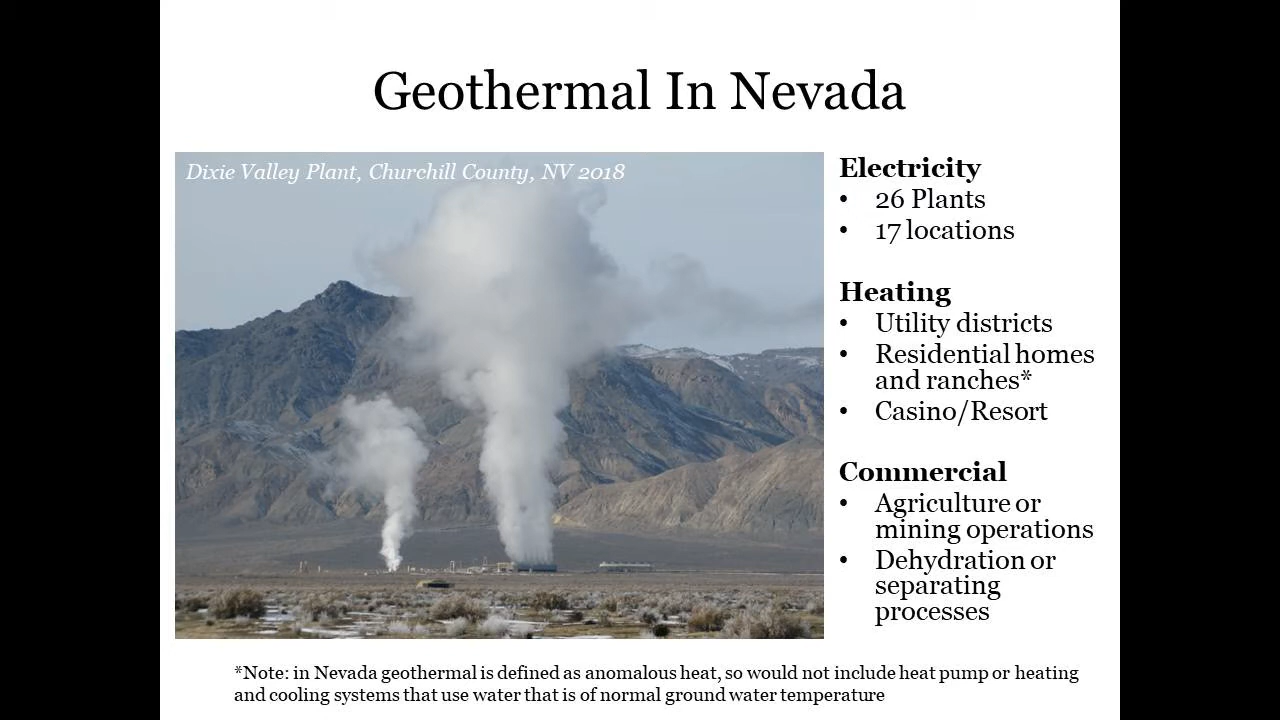 Geothermal In Nevada
Dixie Valley Plant, Churchill County, NV 2018
Electricity
• 26 Plants
• 17 locations
Heating
• Utility districts
• Residential homes
and ranches*
• Casino/Resort
Commercial
• Agriculture or
mining operations
• Dehydration or
separating
processes
*Note: in Nevada geothermal is defined as anomalous heat, so would not include heat pump or heating
and cooling systems that use water that is of normal ground water temperature